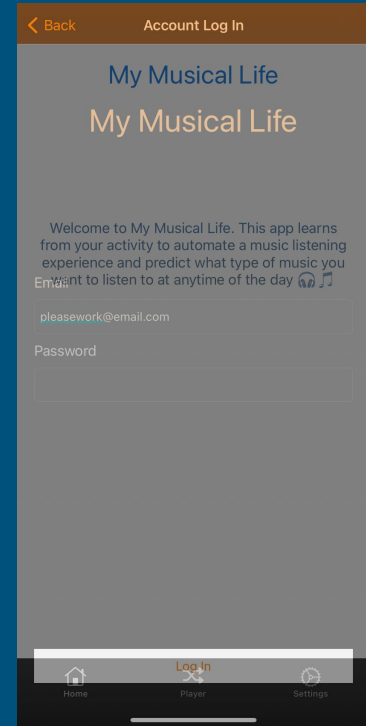 Back
Account Log In
My Musical Life
My Musical Life
Welcome to My Musical Life. This app learns
from your activity to automate a music listening
experience and predict what type of music you
want to listen to at anytime of the day 🎧🎵
Email
pleasework@email.com
Password
Log In
Home
Player
Settings